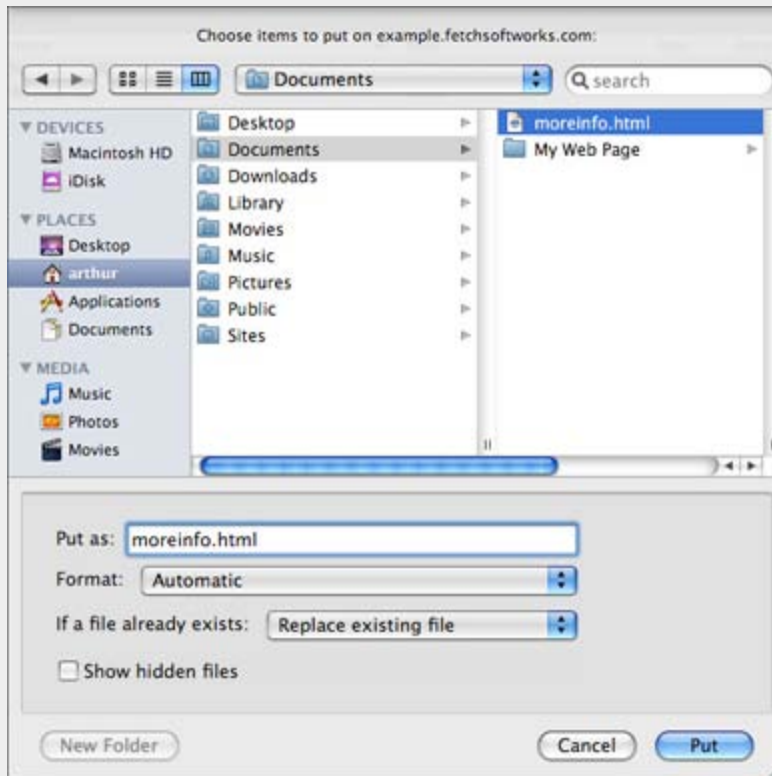 Choose items to put on example.fetchsoftworks.com:
Documents
search
DEVICES
Macintosh HD
iDisk
PLACES
Desktop
arthur
Applications
Documents
MEDIA
Music
Photos
Movies
Desktop
Documents
Downloads
Library
Movies
Music
Pictures
Public
Sites
moreinfo.html
My Web Page
Put as: moreinfo.html
Format: Automatic
If a file already exists: Replace existing file
Show hidden files
New Folder
Cancel
Put